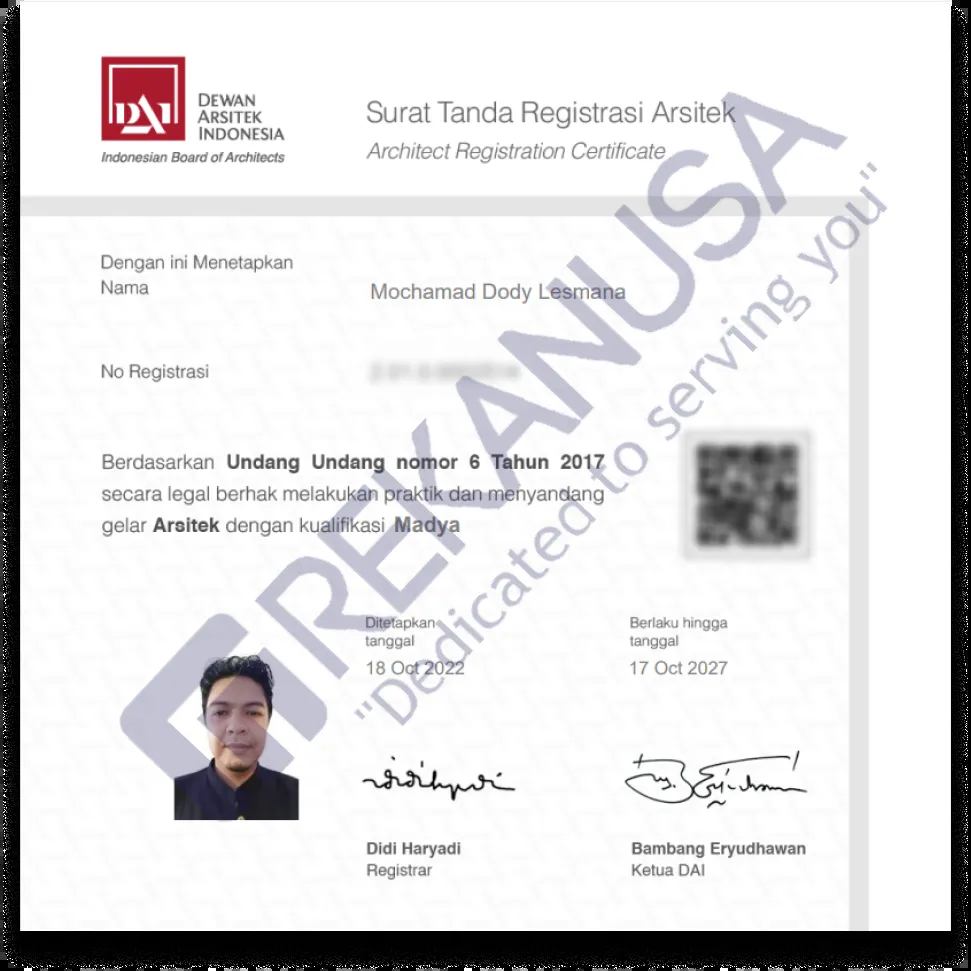 DAI
DEWAN
ARSITEK
INDONESIA
Indonesian Board of Architects
Surat Tanda Registrasi Arsitek
Architect Registration Certificate
Dengan ini Menetapkan
Nama
Mochamad Dody Lesmana
No Registrasi
Berdasarkan Undang Undang nomor 6 Tahun 2017
secara legal berhak melakukan praktik dan menyandang
gelar Arsitek dengan kualifikasi Madya
Ditetapkan
tanggal
18 Oct 2022
Berlaku hingga
tanggal
17 Oct 2027
Didi Haryadi
Registrar
Bambang Eryudhawan
Ketua DAI
REKANUSA
"Dedicated to serving you"